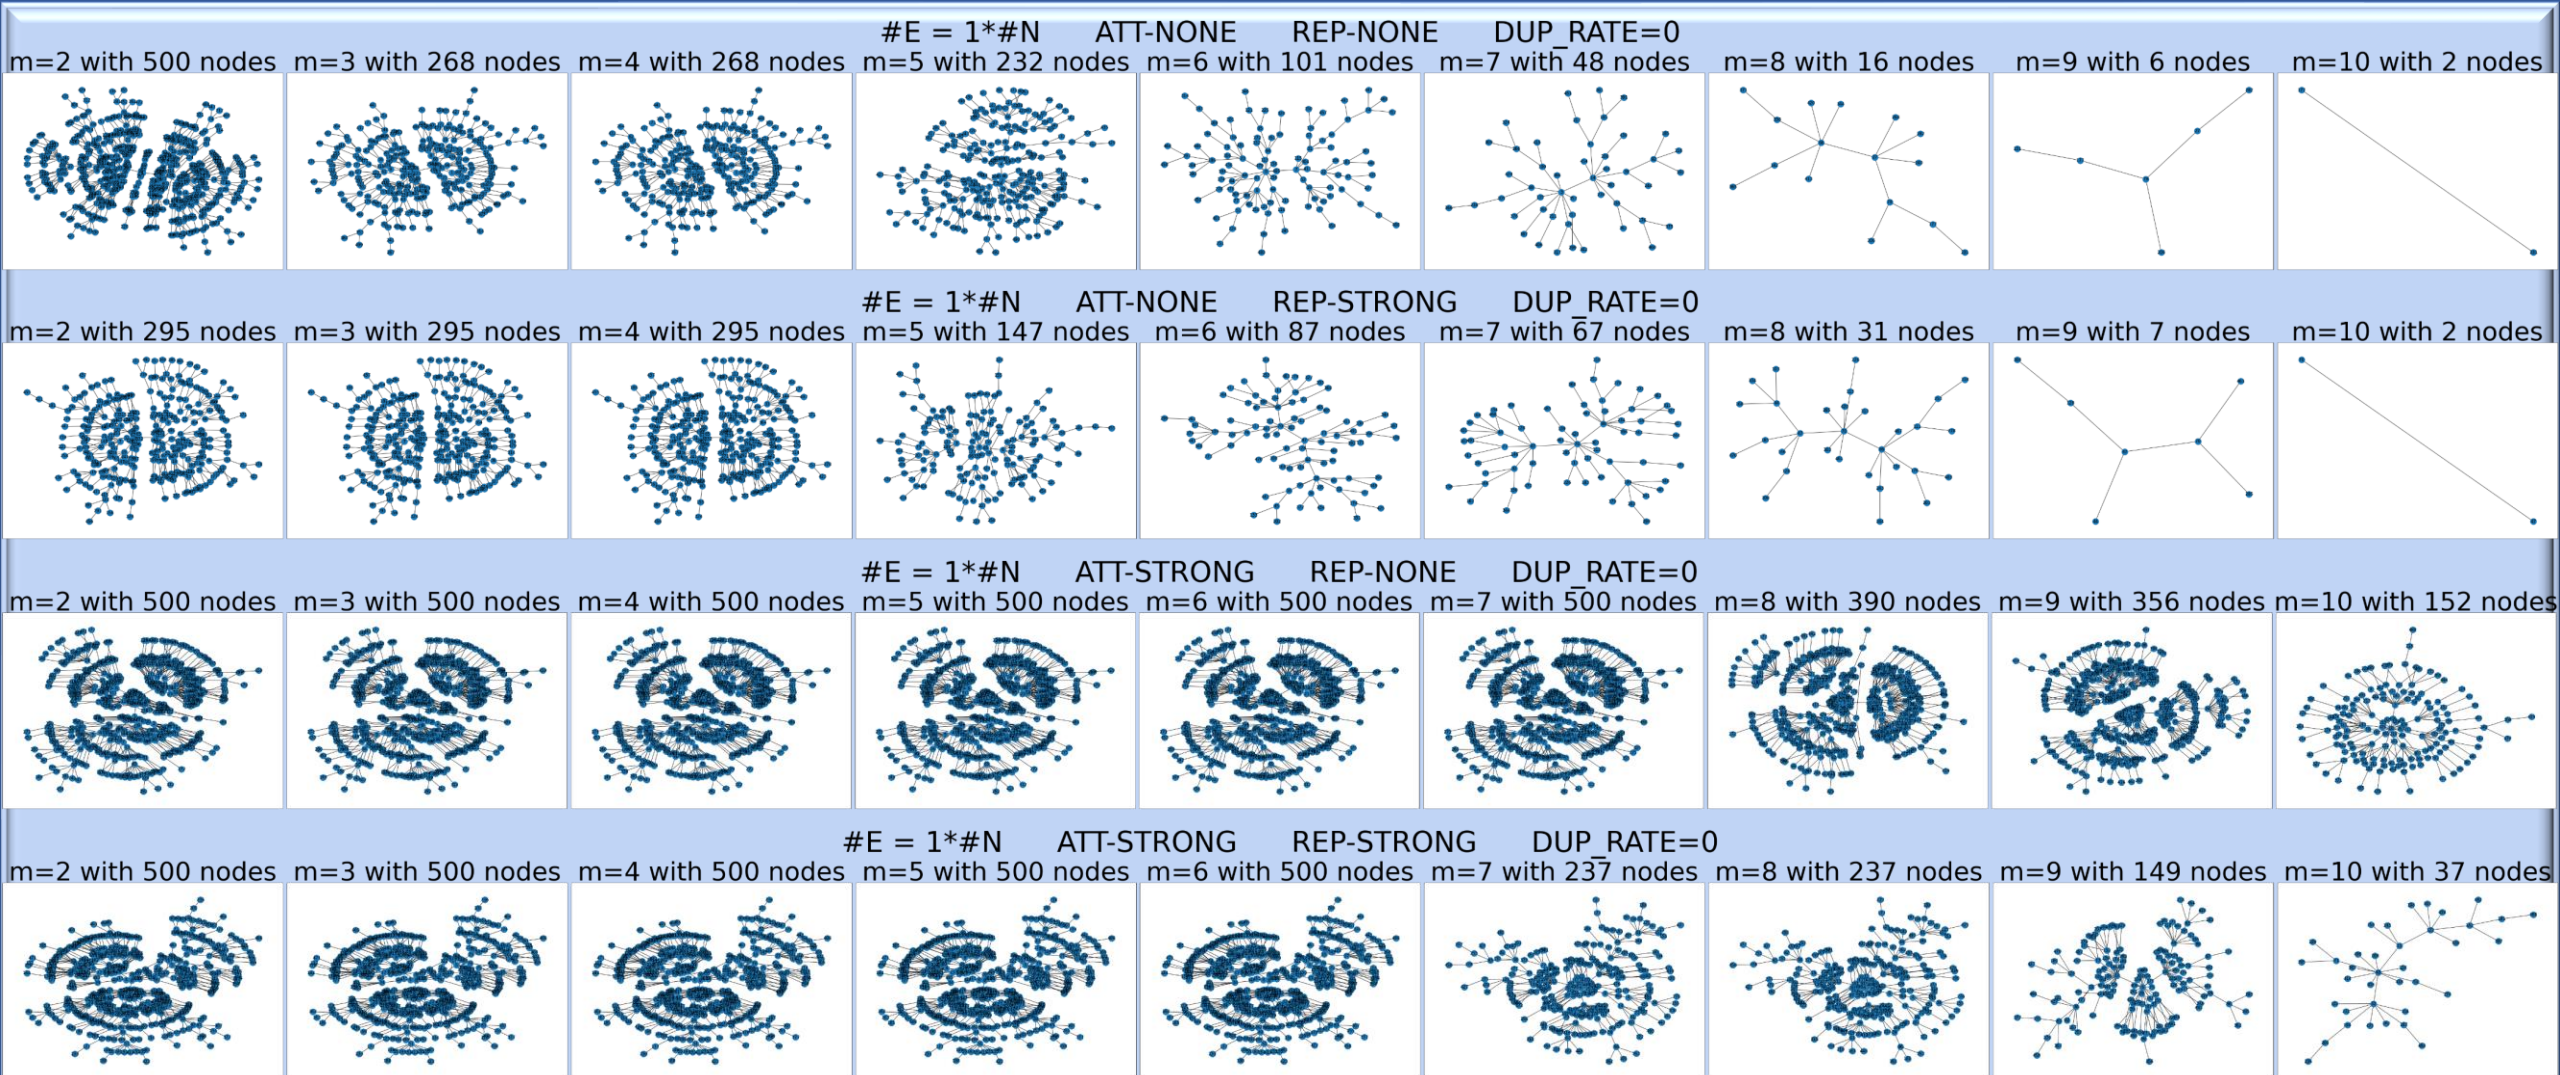 #E = 1*#N ATT-NONE REP-NONE DUP_RATE=0
m=2 with 500 nodes m=3 with 268 nodes m=4 with 268 nodes m=5 with 232 nodes m=6 with 101 nodes m=7 with 48 nodes m=8 with 16 nodes m=9 with 6 nodes m=10 with 2 nodes
#E = 1*#N ATT-NONE REP-STRONG DUP_RATE=0
m=2 with 295 nodes m=3 with 295 nodes m=4 with 295 nodes m=5 with 147 nodes m=6 with 87 nodes m=7 with 67 nodes m=8 with 31 nodes m=9 with 7 nodes m=10 with 2 nodes
#E = 1*#N ATT-STRONG REP-NONE DUP_RATE=0
m=2 with 500 nodes m=3 with 500 nodes m=4 with 500 nodes m=5 with 500 nodes m=6 with 500 nodes m=7 with 500 nodes m=8 with 390 nodes m=9 with 356 nodes m=10 with 152 nodes
#E = 1*#N ATT-STRONG REP-STRONG DUP_RATE=0
m=2 with 500 nodes m=3 with 500 nodes m=4 with 500 nodes m=5 with 500 nodes m=6 with 500 nodes m=7 with 237 nodes m=8 with 237 nodes m=9 with 149 nodes m=10 with 37 nodes